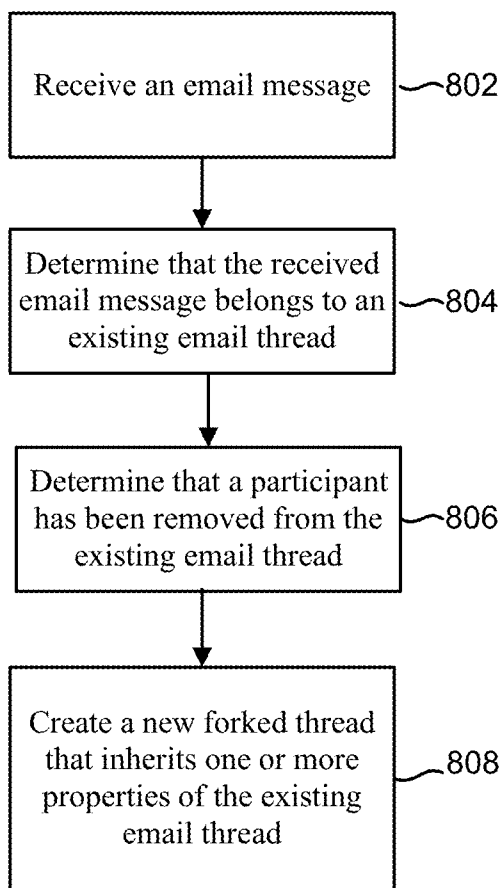 Receive an email message
802
Determine that the received
email message belongs to an
existing email thread
804
Determine that a participant
has been removed from the
existing email thread
806
Create a new forked thread
that inherits one or more
properties of the existing
email thread
808